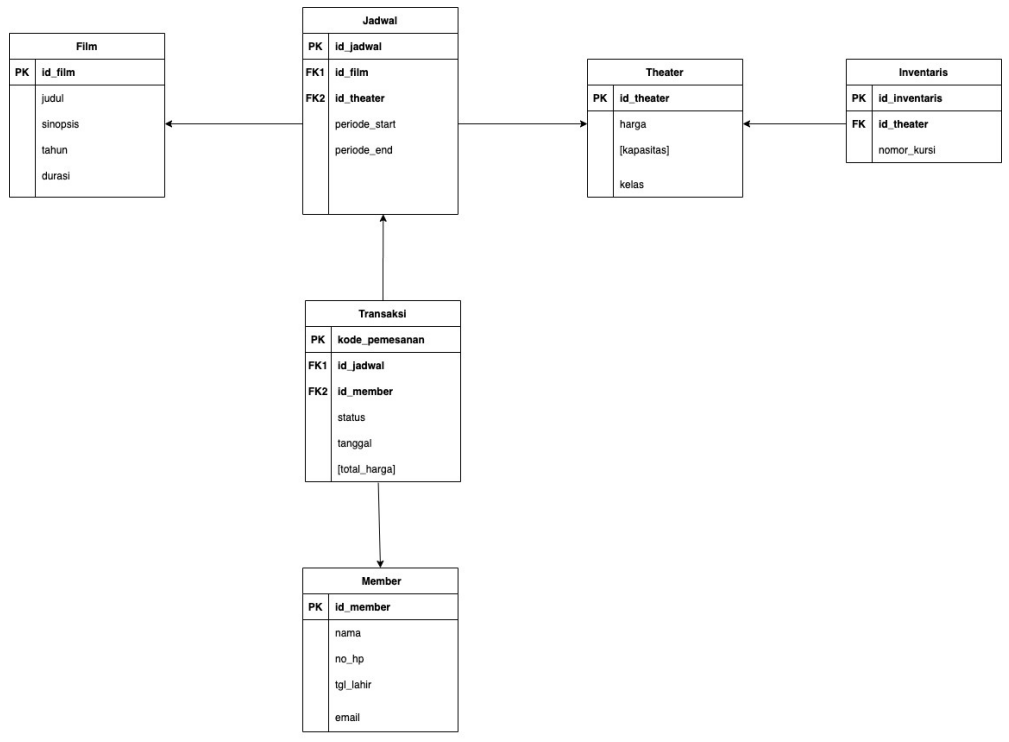 Film
PK id_film
judul
sinopsis
tahun
durasi
Jadwal
PK id_jadwal
FK1 id_film
FK2 id_theater
periode_start
periode_end
Theater
PK id_theater
harga
[kapasitas]
kelas
Inventaris
PK id_inventaris
FK id_theater
nomor_kursi
Transaksi
PK kode_pemesanan
FK1 id_jadwal
FK2 id_member
status
tanggal
[total_harga]
Member
PK id_member
nama
no_hp
tgl_lahir
email